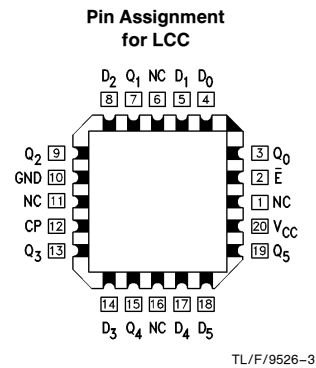 Pin Assignment
for LCC
D2 Q1 NC D1 D0
8 7 6 5 4
Q2 9
GND 10
NC 11
CP 12
Q3 13
3 Q0
2 E̅
1 NC
20 VCC
19 Q5
14 15 16 17 18
D3 Q4 NC D4 D5
TL/F/9526–3